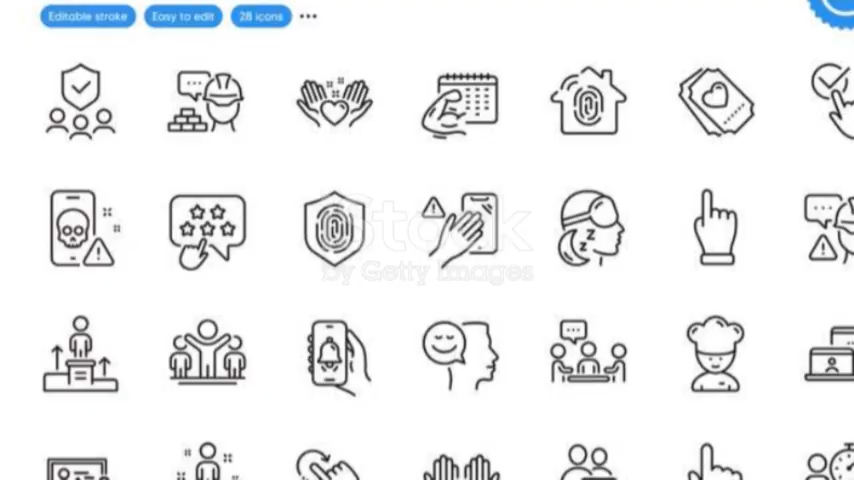 Editable stroke
Easy to edit
28 icons
•••
iStock
by Getty Images
z
z